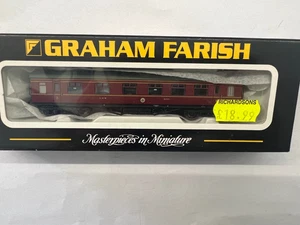 GRAHAM FARISH
RICHARDSONS
£18.99
Masterpieces in Miniature